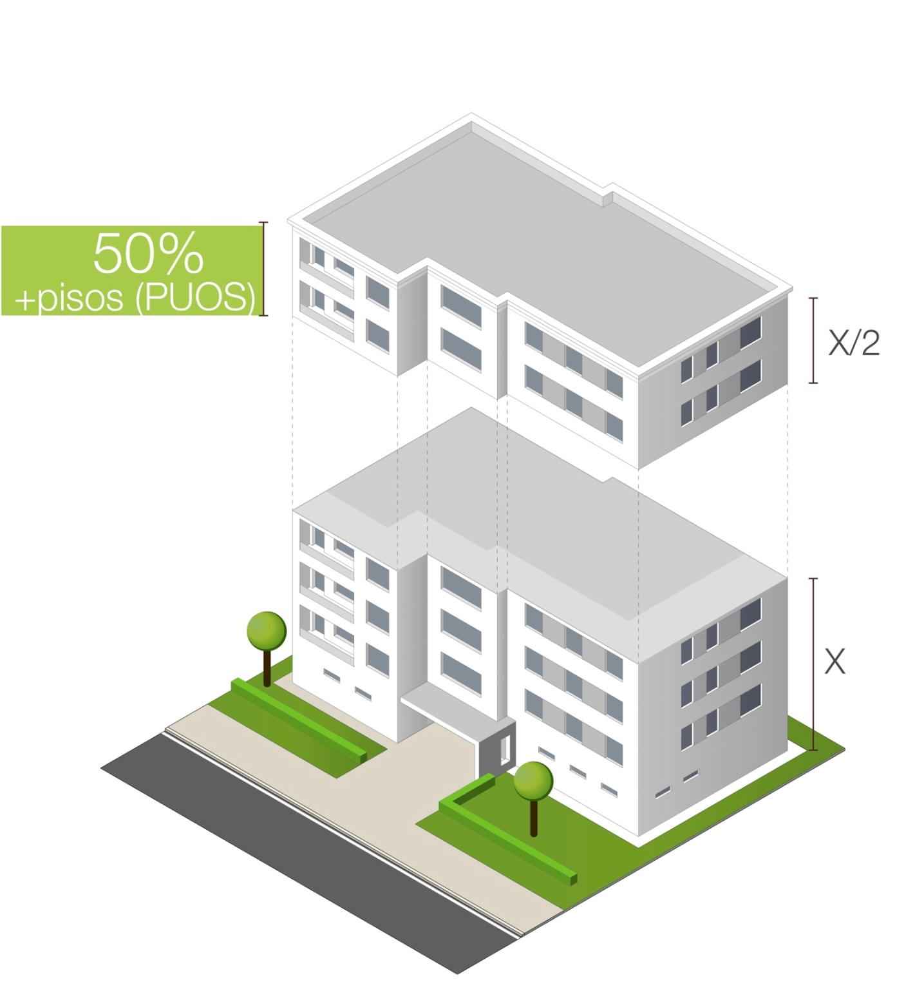 50%
+pisos (PUOS)
X/2
X